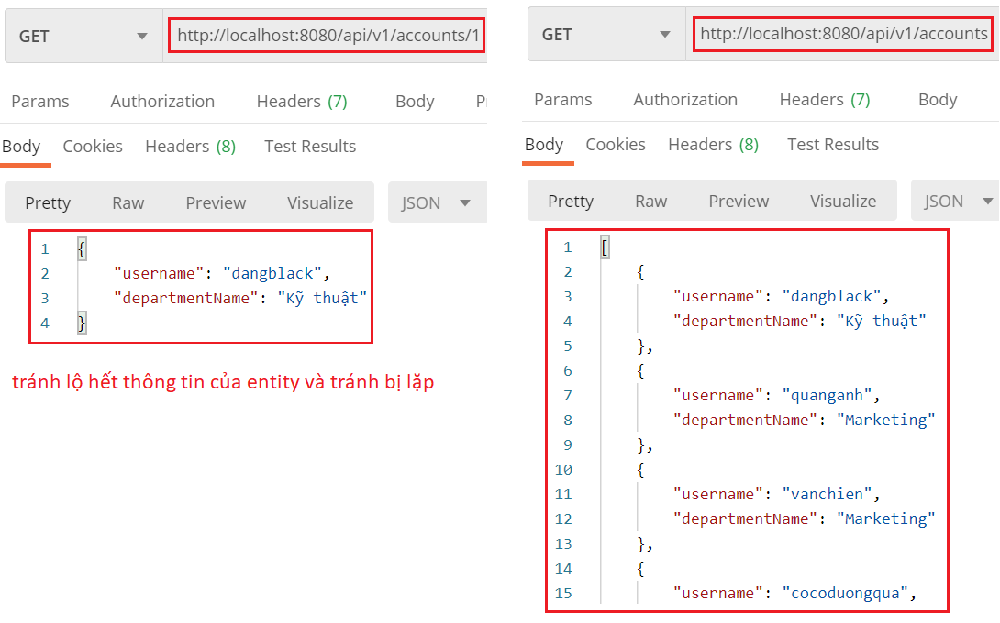 GET http://localhost:8080/api/v1/accounts/1
Params Authorization Headers (7) Body
Body Cookies Headers (8) Test Results
Pretty Raw Preview Visualize JSON
1 {
2 "username": "dangblack",
3 "departmentName": "Kỹ thuật"
4 }
tránh lộ hết thông tin của entity và tránh bị lặp
GET http://localhost:8080/api/v1/accounts
Params Authorization Headers (7) Body
Body Cookies Headers (8) Test Results
Pretty Raw Preview Visualize JSON
1 [
2 {
3 "username": "dangblack",
4 "departmentName": "Kỹ thuật"
5 },
6 {
7 "username": "quanganh",
8 "departmentName": "Marketing"
9 },
10 {
11 "username": "vanchien",
12 "departmentName": "Marketing"
13 },
14 {
15 "username": "cocoduongqua",